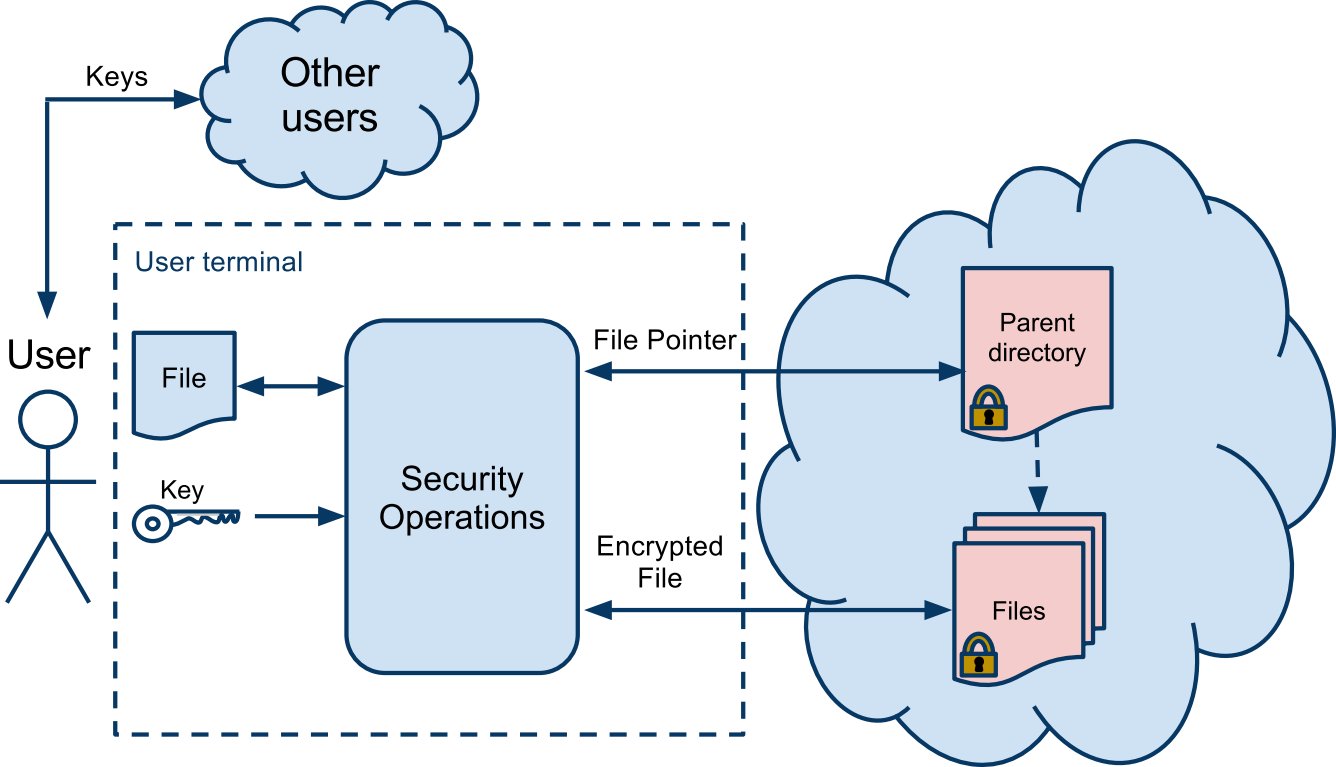 Keys
Other
users
User terminal
User
File
Key
Security
Operations
File Pointer
Encrypted
File
Parent
directory
Files